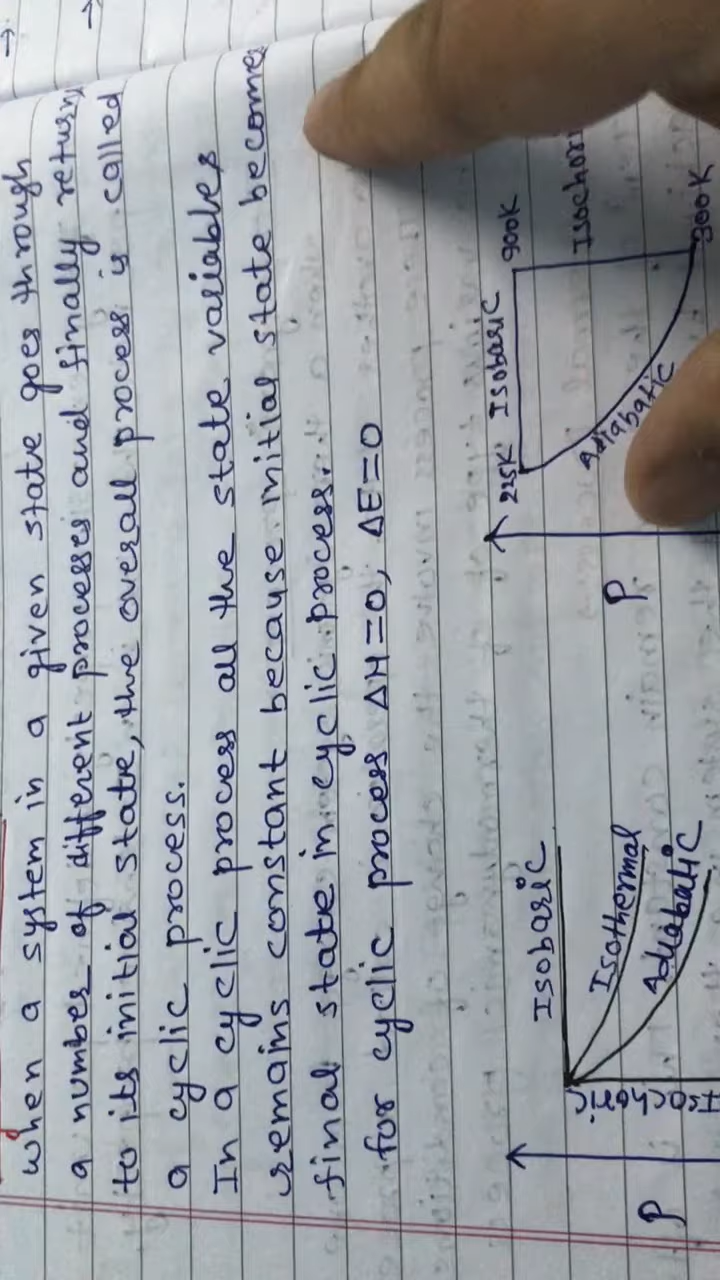 when a system in a given state goes through
a number of different processes and finally return
to its initial state, the overall process is called
a cyclic process.
In a cyclic process all the state variables
remains constant because initial state become
final state in cyclic process.
for cyclic process ΔH=0, ΔE=0
Isobaric
Isothermal
Adiabatic
Isochoric
P
225K Isobaric 900K
Isochori
Adiabatic
300K
P